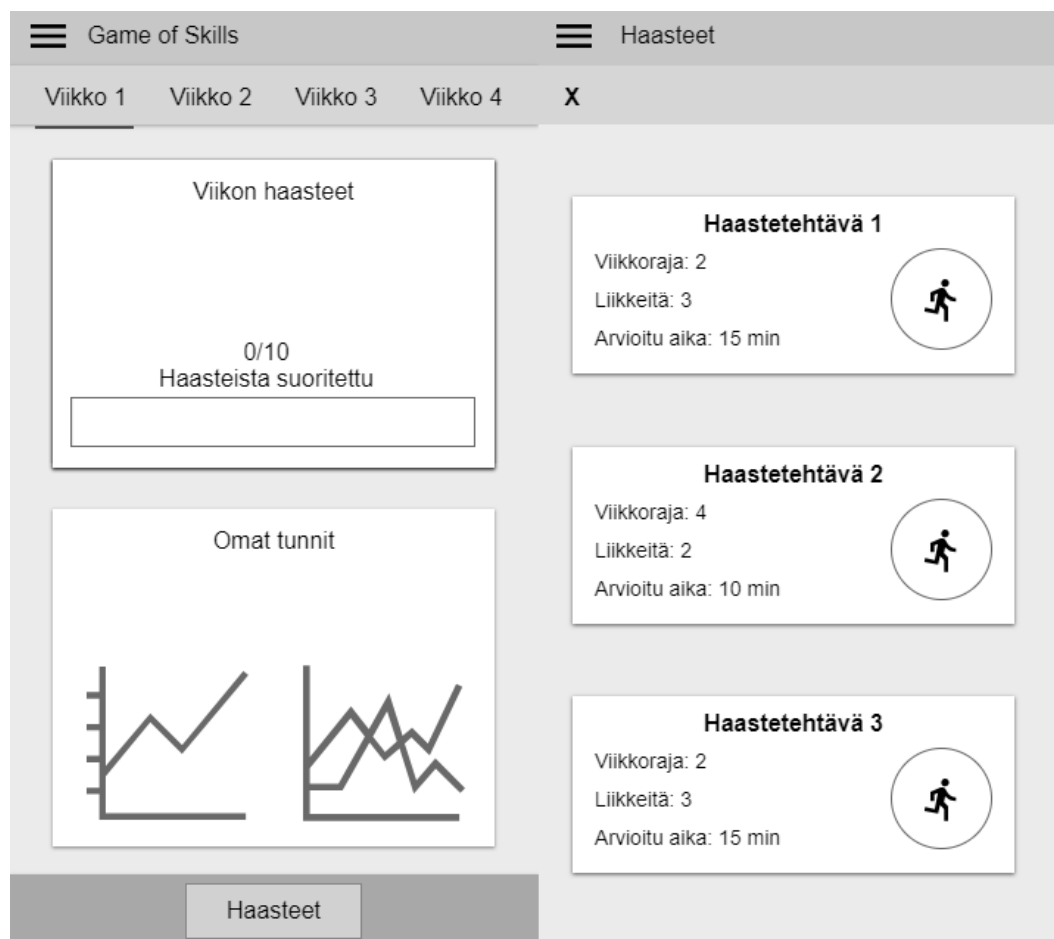 Game of Skills
Viikko 1 Viikko 2 Viikko 3 Viikko 4
Viikon haasteet
0/10
Haasteista suoritettu
Omat tunnit
Haasteet
Haasteet
X
Haastetehtävä 1
Viikkoraja: 2
Liikkeitä: 3
Arvioitu aika: 15 min
Haastetehtävä 2
Viikkoraja: 4
Liikkeitä: 2
Arvioitu aika: 10 min
Haastetehtävä 3
Viikkoraja: 2
Liikkeitä: 3
Arvioitu aika: 15 min